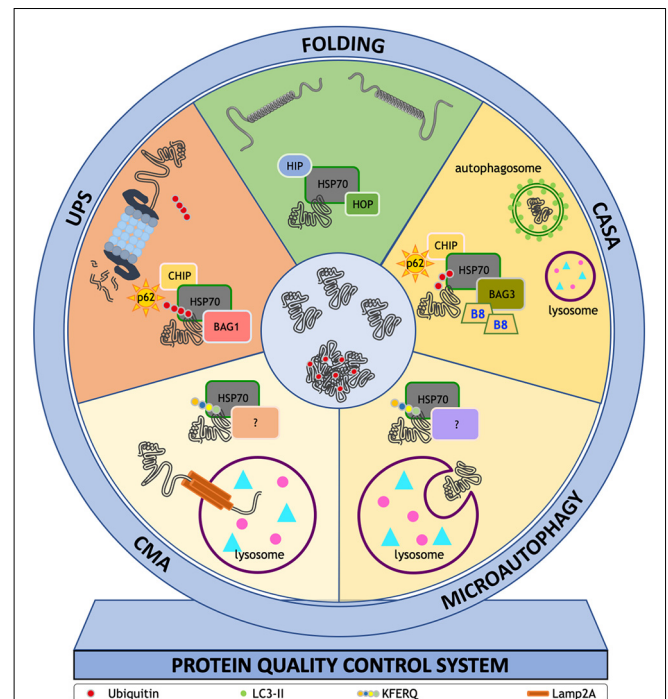 FOLDING
HIP
HSP70
HOP
UPS
p62
CHIP
HSP70
BAG1
CASA
autophagosome
CHIP
p62
HSP70
BAG3
B8
B8
lysosome
HSP70
?
lysosome
CMA
HSP70
?
lysosome
MICROAUTOPHAGY
PROTEIN QUALITY CONTROL SYSTEM
Ubiquitin LC3-II KFERQ Lamp2A